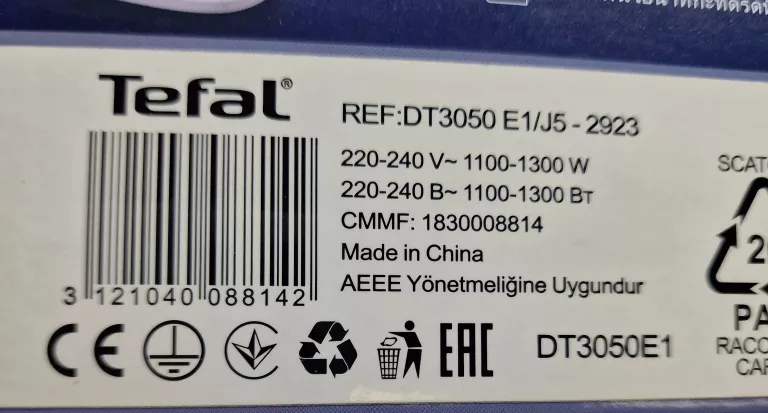 Tefal®
REF:DT3050 E1/J5 - 2923
220-240 V~ 1100-1300 W
220-240 В~ 1100-1300 Вт
CMMF: 1830008814
Made in China
AEEE Yönetmeliğine Uygundur
3 121040 088142
CE
EAC
DT3050E1